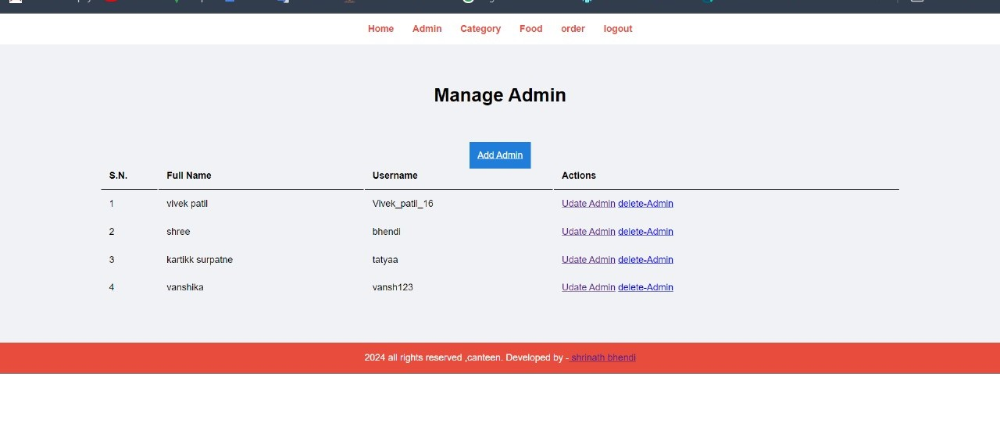 Home Admin Category Food order logout
Manage Admin
Add Admin
S.N. Full Name Username Actions
1 vivek patil Vivek_patil_16 Udate Admin delete-Admin
2 shree bhendi Udate Admin delete-Admin
3 kartikk surpatne tatyaa Udate Admin delete-Admin
4 vanshika vansh123 Udate Admin delete-Admin
2024 all rights reserved ,canteen. Developed by - shrinath bhendi